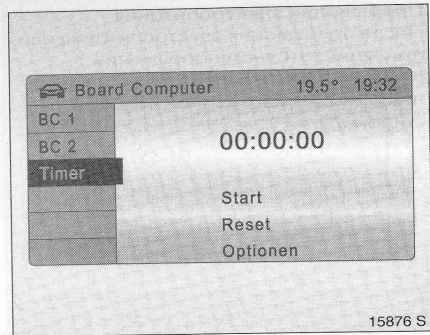 Board Computer 19.5° 19:32
BC 1
BC 2
00:00:00
Timer
Start
Reset
Optionen
15876 S